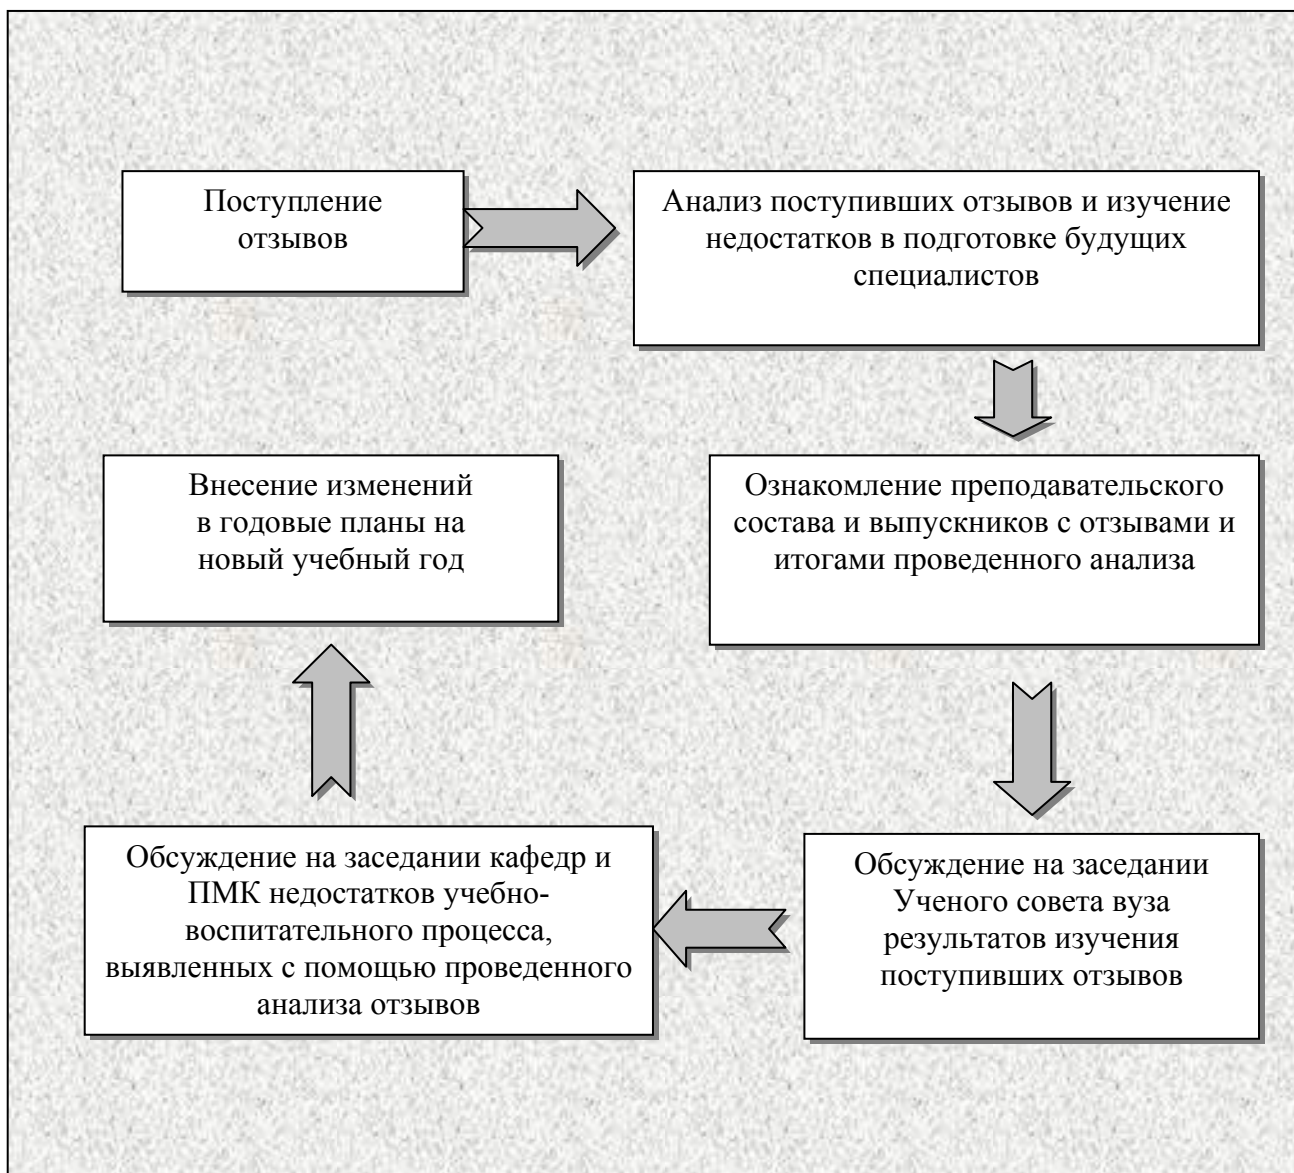 Поступление
отзывов
Анализ поступивших отзывов и изучение
недостатков в подготовке будущих
специалистов
Ознакомление преподавательского
состава и выпускников с отзывами и
итогами проведенного анализа
Обсуждение на заседании
Ученого совета вуза
результатов изучения
поступивших отзывов
Обсуждение на заседании кафедр и
ПМК недостатков учебно-
воспитательного процесса,
выявленных с помощью проведенного
анализа отзывов
Внесение изменений
в годовые планы на
новый учебный год